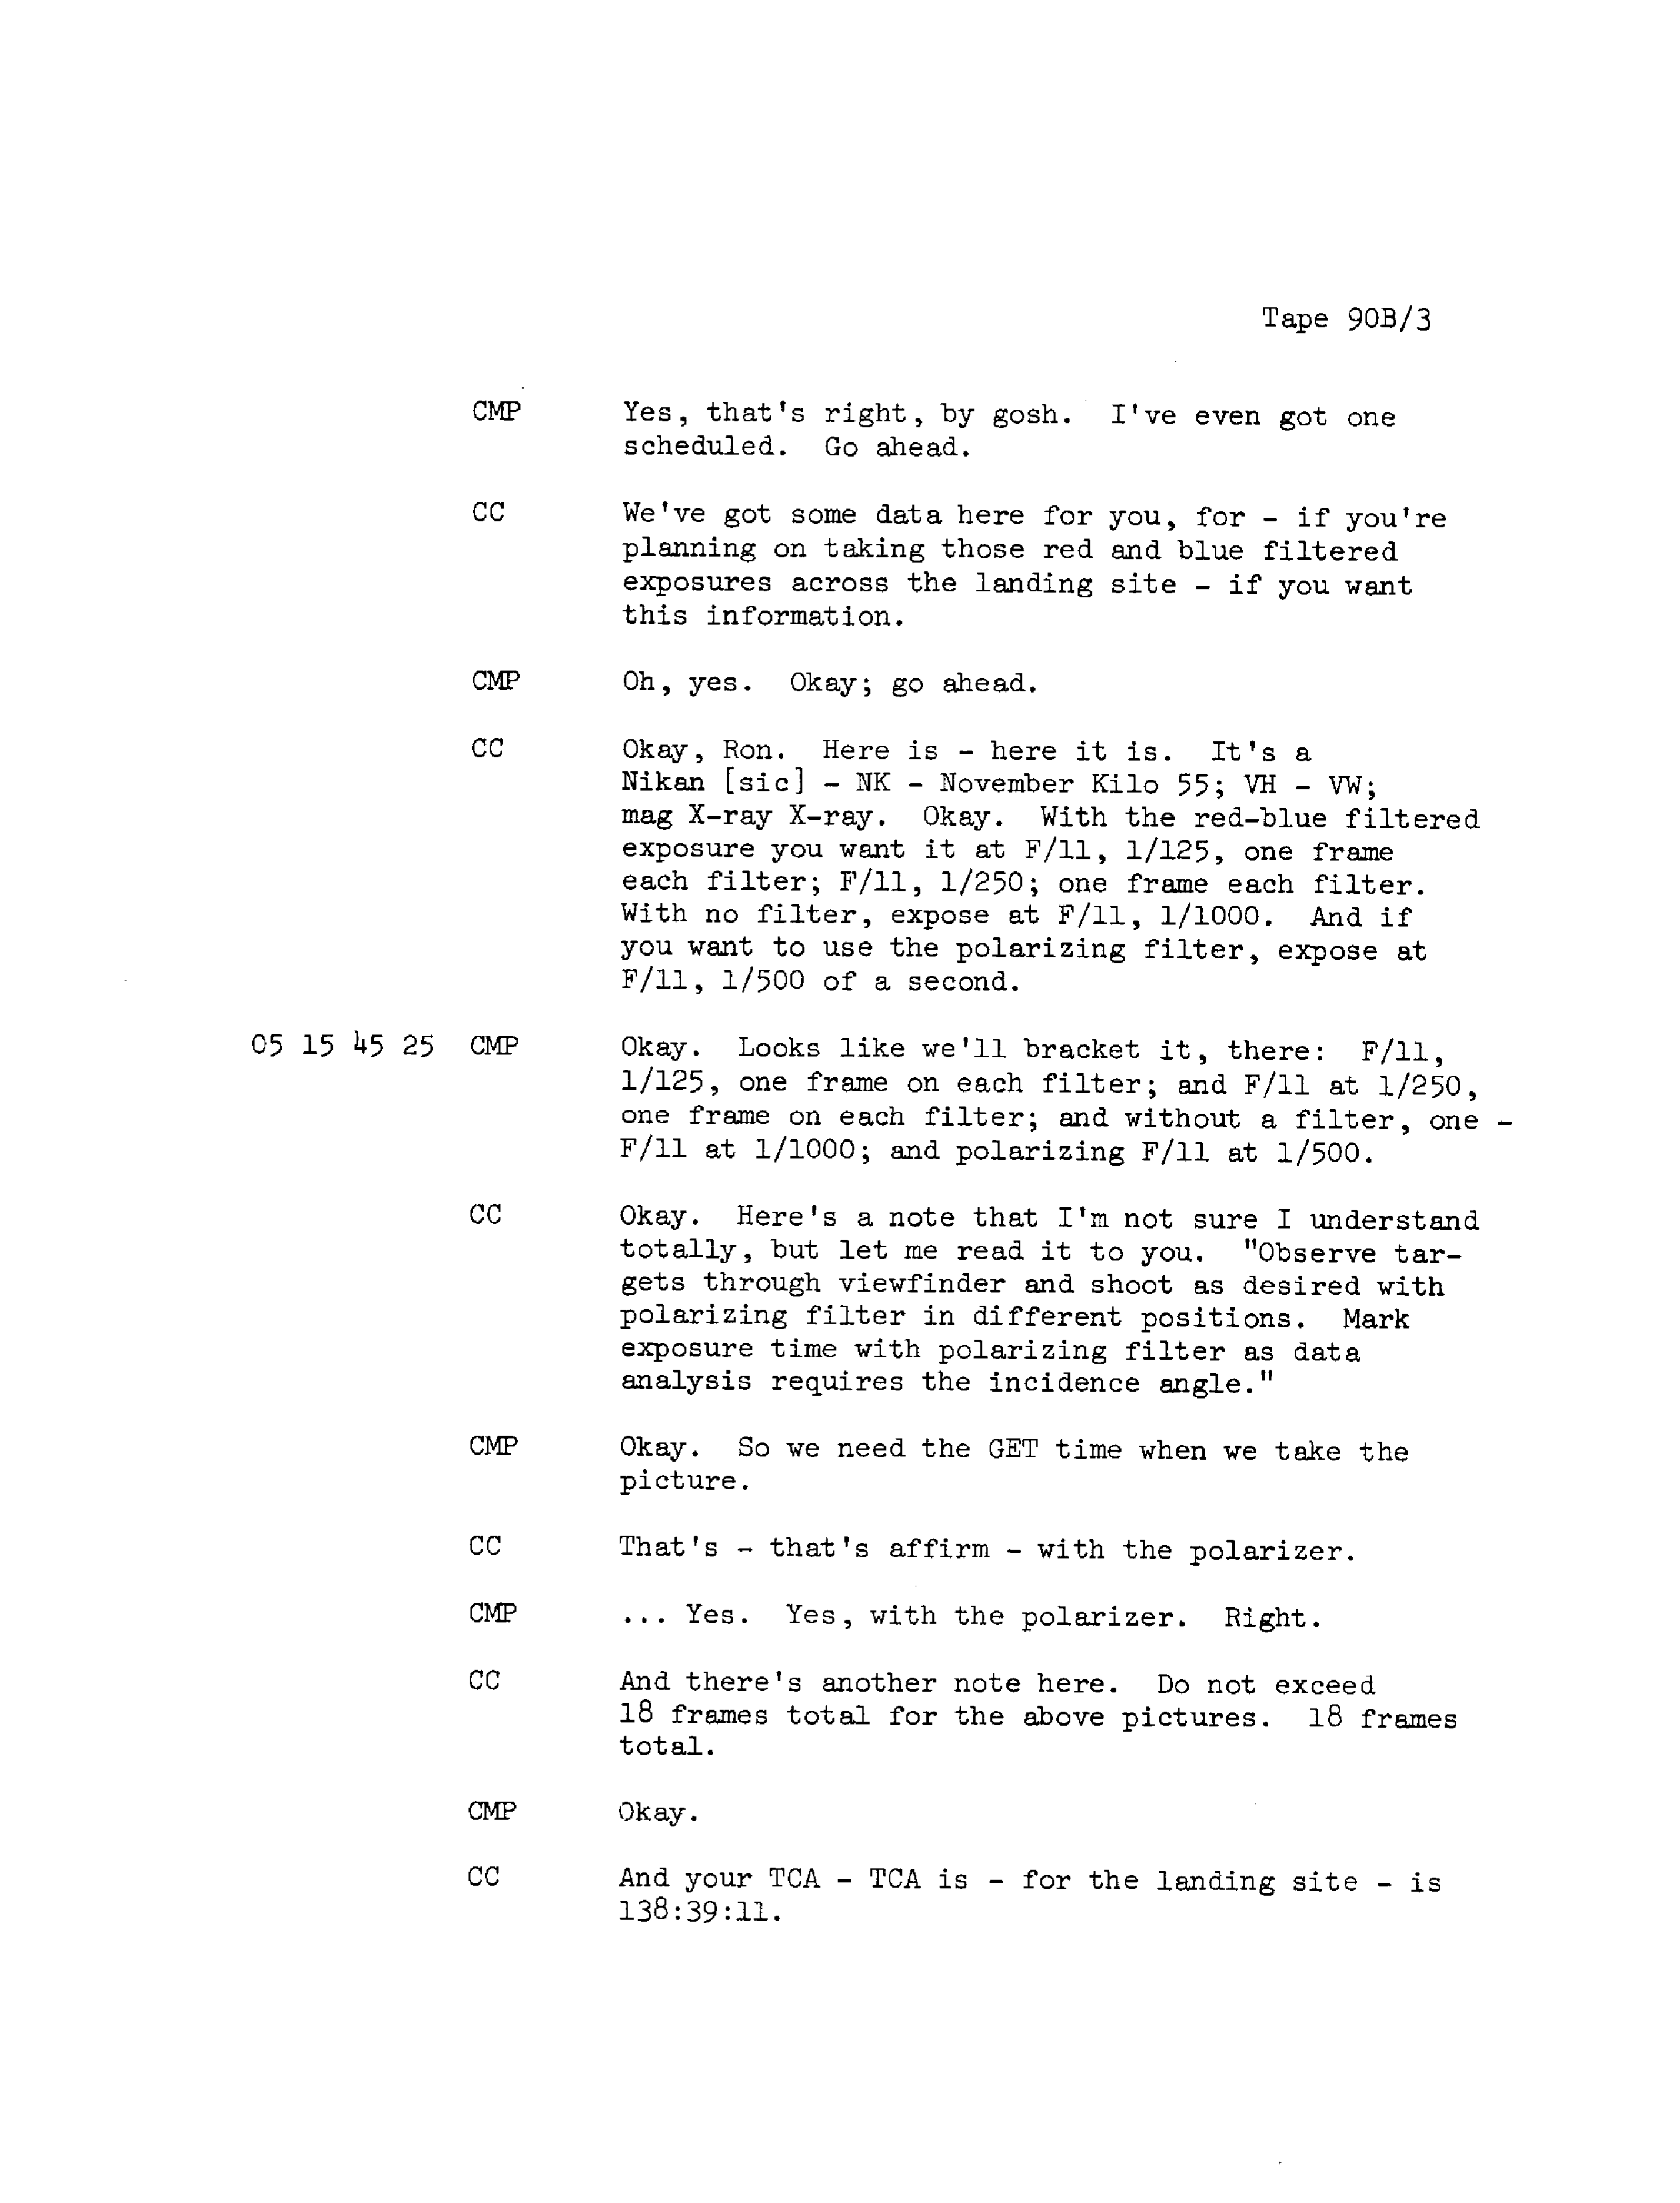 Tape 90B/3
CMP Yes, that's right, by gosh. I've even got one
scheduled. Go ahead.
CC We've got some data here for you, for - if you're
planning on taking those red and blue filtered
exposures across the landing site - if you want
this information.
CMP Oh, yes. Okay; go ahead.
CC Okay, Ron. Here is - here it is. It's a
Nikan [sic] - NK - November Kilo 55; VH - VW;
mag X-ray X-ray. Okay. With the red-blue filtered
exposure you want it at F/11, 1/125, one frame
each filter; F/11, 1/250; one frame each filter.
With no filter, expose at F/11, 1/1000. And if
you want to use the polarizing filter, expose at
F/11, 1/500 of a second.
05 15 45 25 CMP Okay. Looks like we'll bracket it, there: F/11,
1/125, one frame on each filter; and F/11 at 1/250,
one frame on each filter; and without a filter, one -
F/11 at 1/1000; and polarizing F/11 at 1/500.
CC Okay. Here's a note that I'm not sure I understand
totally, but let me read it to you. "Observe tar-
gets through viewfinder and shoot as desired with
polarizing filter in different positions. Mark
exposure time with polarizing filter as data
analysis requires the incidence angle."
CMP Okay. So we need the GET time when we take the
picture.
CC That's - that's affirm - with the polarizer.
CMP ... Yes. Yes, with the polarizer. Right.
CC And there's another note here. Do not exceed
18 frames total for the above pictures. 18 frames
total.
CMP Okay.
CC And your TCA - TCA is - for the landing site - is
138:39:11.